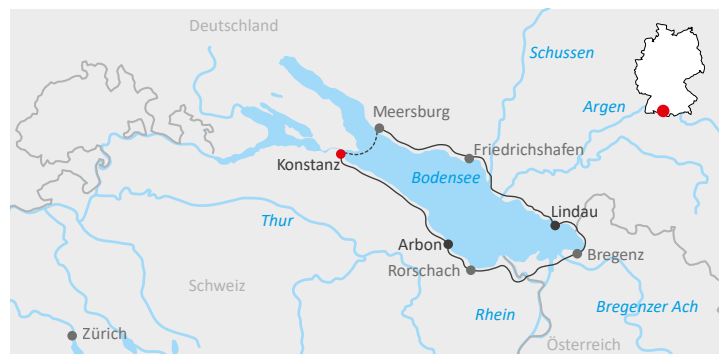 Deutschland
Schussen
Argen
Meersburg
Friedrichshafen
Konstanz
Bodensee
Thur
Lindau
Arbon
Bregenz
Rorschach
Schweiz
Rhein
Bregenzer Ach
Zürich
Österreich